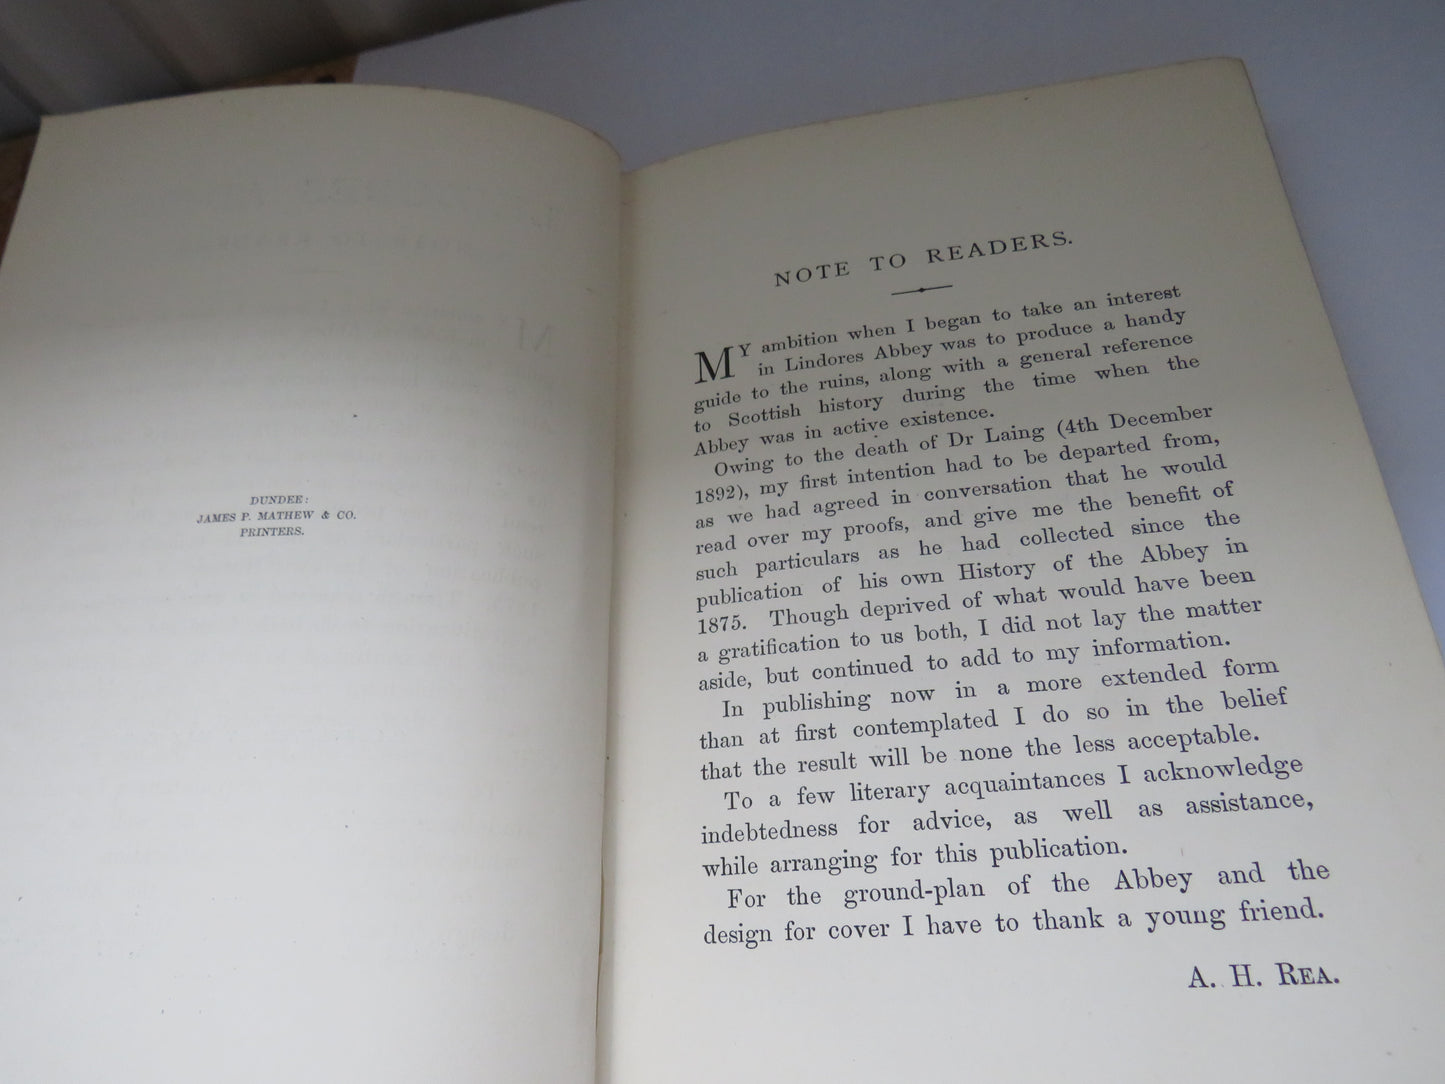 DUNDEE:
JAMES P. MATHEW & CO.
PRINTERS.
NOTE TO READERS.
MY ambition when I began to take an interest
in Lindores Abbey was to produce a handy
guide to the ruins, along with a general reference
to Scottish history during the time when the
Abbey was in active existence.
Owing to the death of Dr Laing (4th December
1892), my first intention had to be departed from,
as we had agreed in conversation that he would
read over my proofs, and give me the benefit of
such particulars as he had collected since the
publication of his own History of the Abbey in
1875. Though deprived of what would have been
a gratification to us both, I did not lay the matter
aside, but continued to add to my information.
In publishing now in a more extended form
than at first contemplated I do so in the belief
that the result will be none the less acceptable.
To a few literary acquaintances I acknowledge
indebtedness for advice, as well as assistance,
while arranging for this publication.
For the ground-plan of the Abbey and the
design for cover I have to thank a young friend.
A. H. REA.